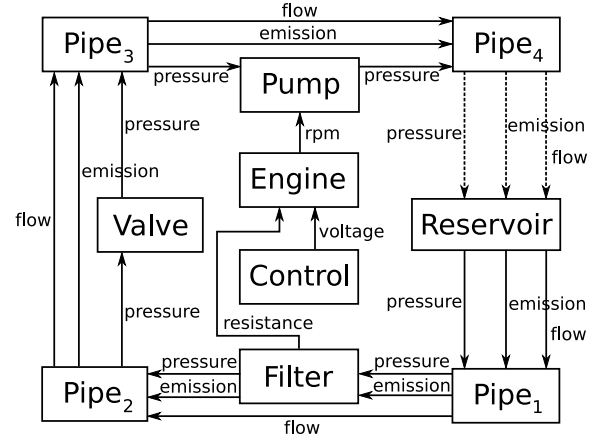 flow
Pipe₃
emission
Pipe₄
pressure
Pump
pressure
rpm
pressure
pressure
emission
flow
emission
Engine
flow
Valve
voltage
Reservoir
Control
pressure
pressure
emission
flow
resistance
pressure
Filter
pressure
Pipe₂
emission
emission
Pipe₁
flow